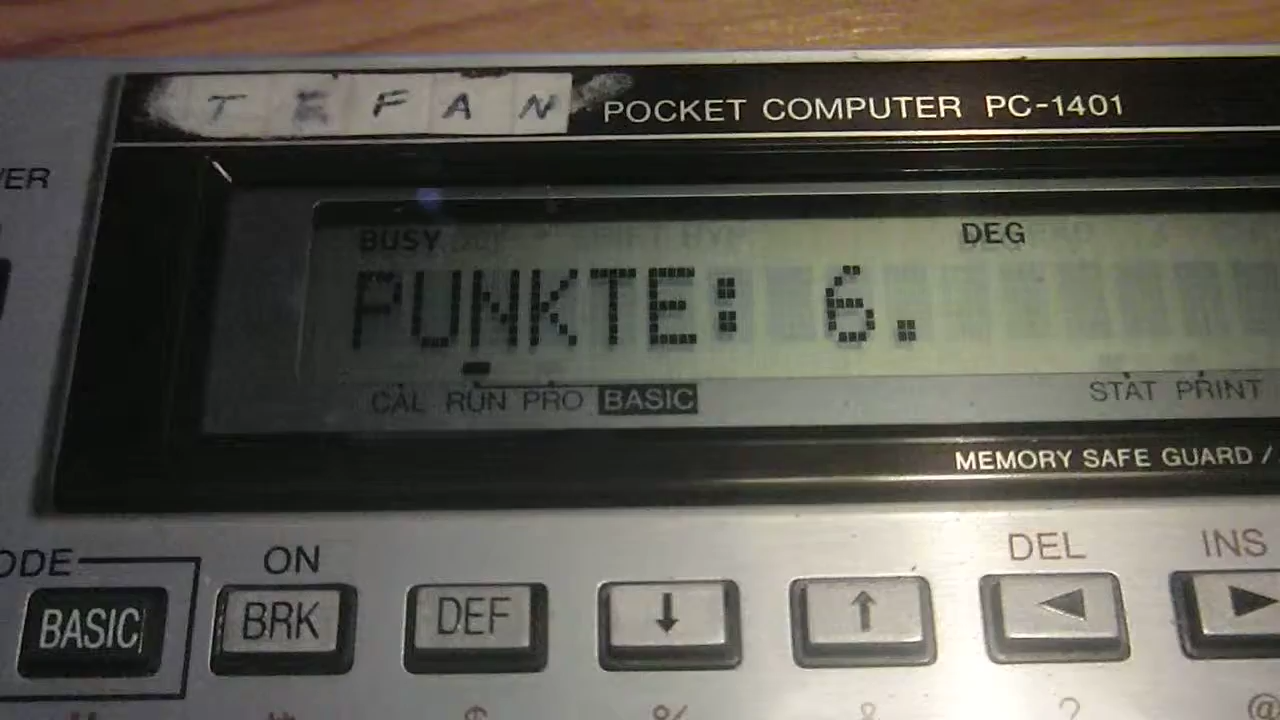 TEFAN POCKET COMPUTER PC-1401
BUSY DEG
PUNKTE: 6.
CAL RUN PRO BASIC STAT PRINT
MEMORY SAFE GUARD /
ON DEL INS
BASIC BRK DEF ↓ ↑ ◀ ▶
$ % & ? @